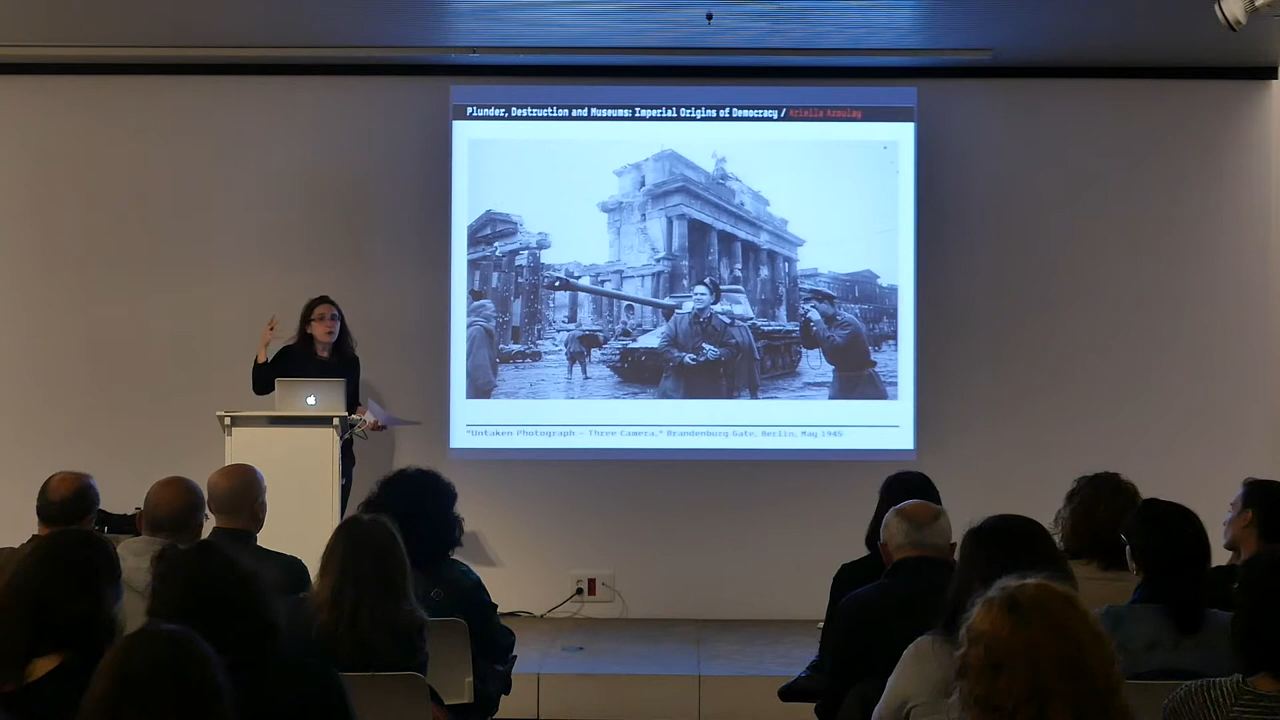 Plunder, Destruction and Museums: Imperial Origins of Democracy / Ariella Azoulay
"Untaken Photograph - Three Camera," Brandenburg Gate, Berlin, May 1945